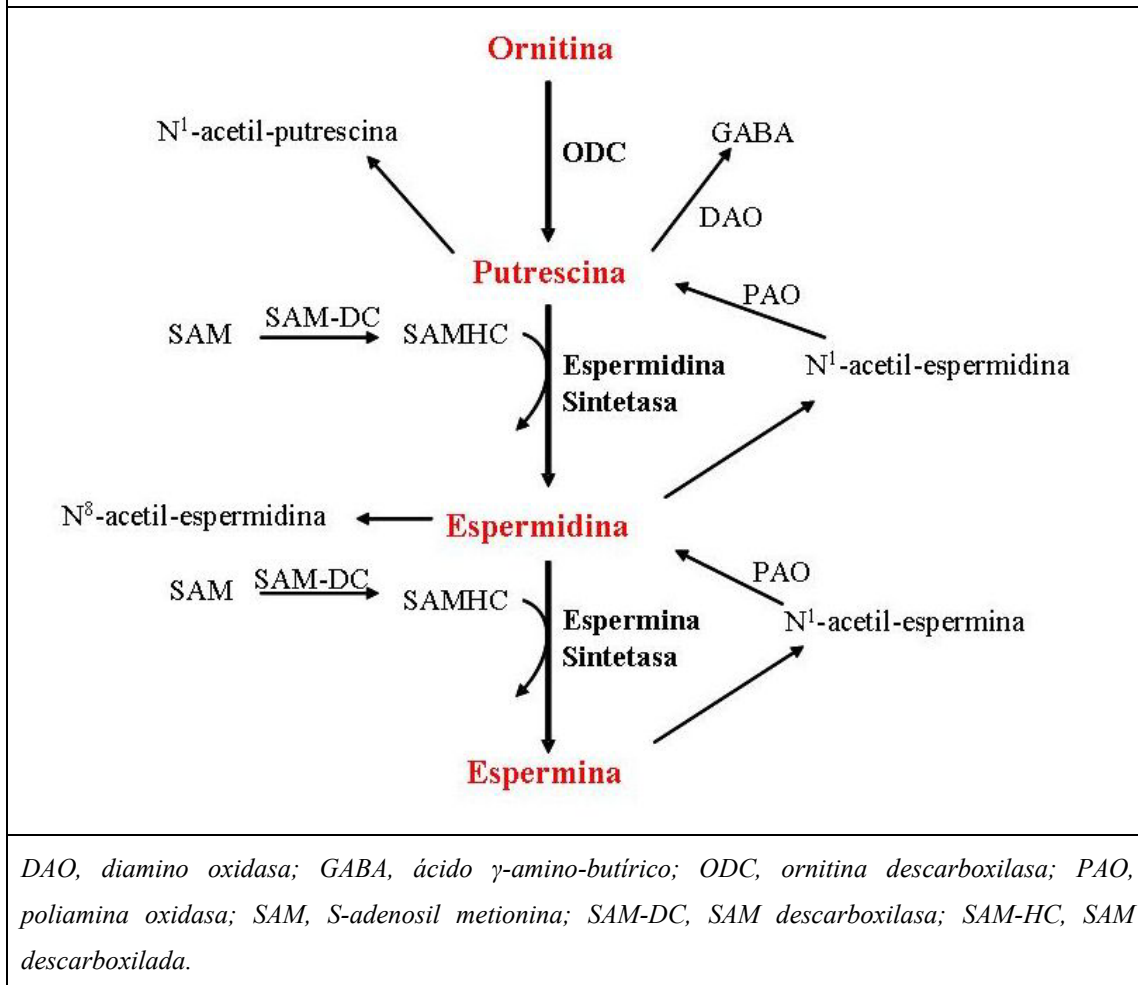 Ornitina
N¹-acetil-putrescina
GABA
ODC
DAO
Putrescina
PAO
SAM
SAM-DC
SAMHC
Espermidina
Sintetasa
N¹-acetil-espermidina
N⁸-acetil-espermidina
Espermidina
PAO
SAM
SAM-DC
SAMHC
Espermina
Sintetasa
N¹-acetil-espermina
Espermina
DAO, diamino oxidasa; GABA, ácido γ-amino-butírico; ODC, ornitina descarboxilasa; PAO,
poliamina oxidasa; SAM, S-adenosil metionina; SAM-DC, SAM descarboxilasa; SAM-HC, SAM
descarboxilada.